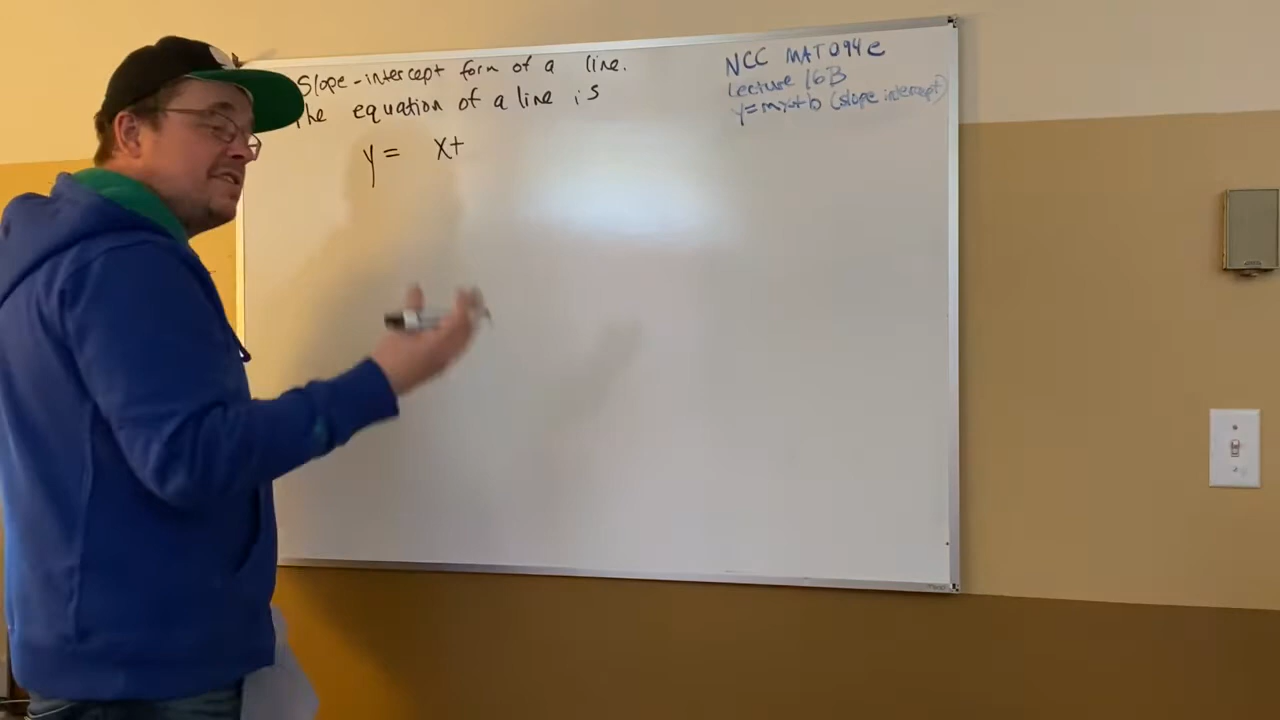 Slope-intercept form of a line.
he equation of a line is
y= x+
NCC MAT094e
Lecture 16B
y=mx+b (slope intercept)